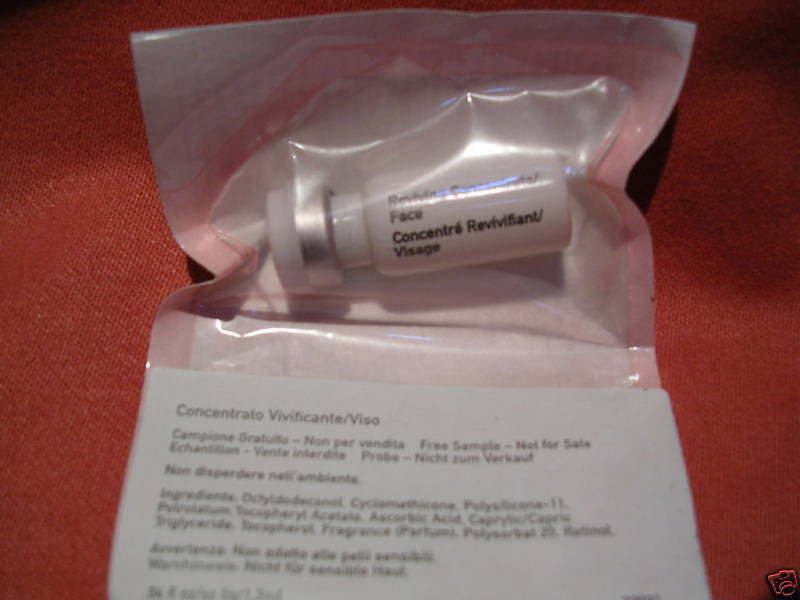 Reviving Concentrate/
Face
Concentré Revivifiant/
Visage
Concentrato Vivificante/Viso
Campione Gratuito – Non per vendita Free Sample – Not for Sale
Echantillon - Vente interdite Probe – Nicht zum Verkauf
Non disperdere nell'ambiente.
Ingredients: Octyldodecanol, Cyclomethicone, Polysilicone-11,
Petrolatum, Tocopheryl Acetate, Ascorbic Acid, Caprylic/Capric
Triglyceride, Tocopherol, Fragrance (Parfum), Polysorbat 20, Retinol.
Avvertenza: Non adatto alle pelli sensibili.
Warnhinweis: Nicht für sensible Haut.